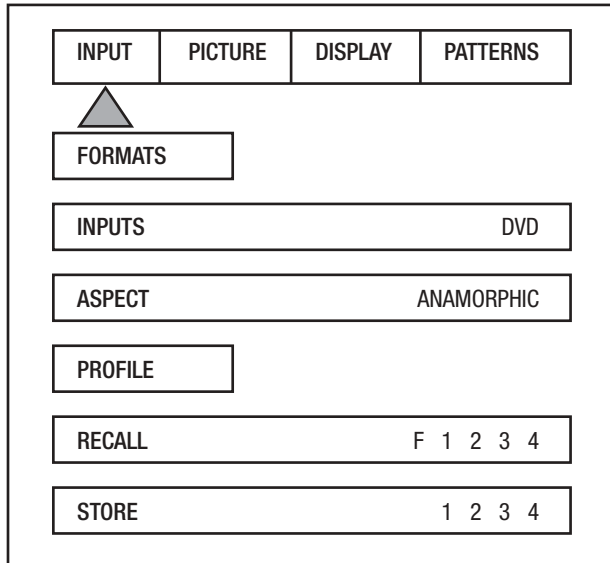 INPUT PICTURE DISPLAY PATTERNS
FORMATS
INPUTS DVD
ASPECT ANAMORPHIC
PROFILE
RECALL F 1 2 3 4
STORE 1 2 3 4